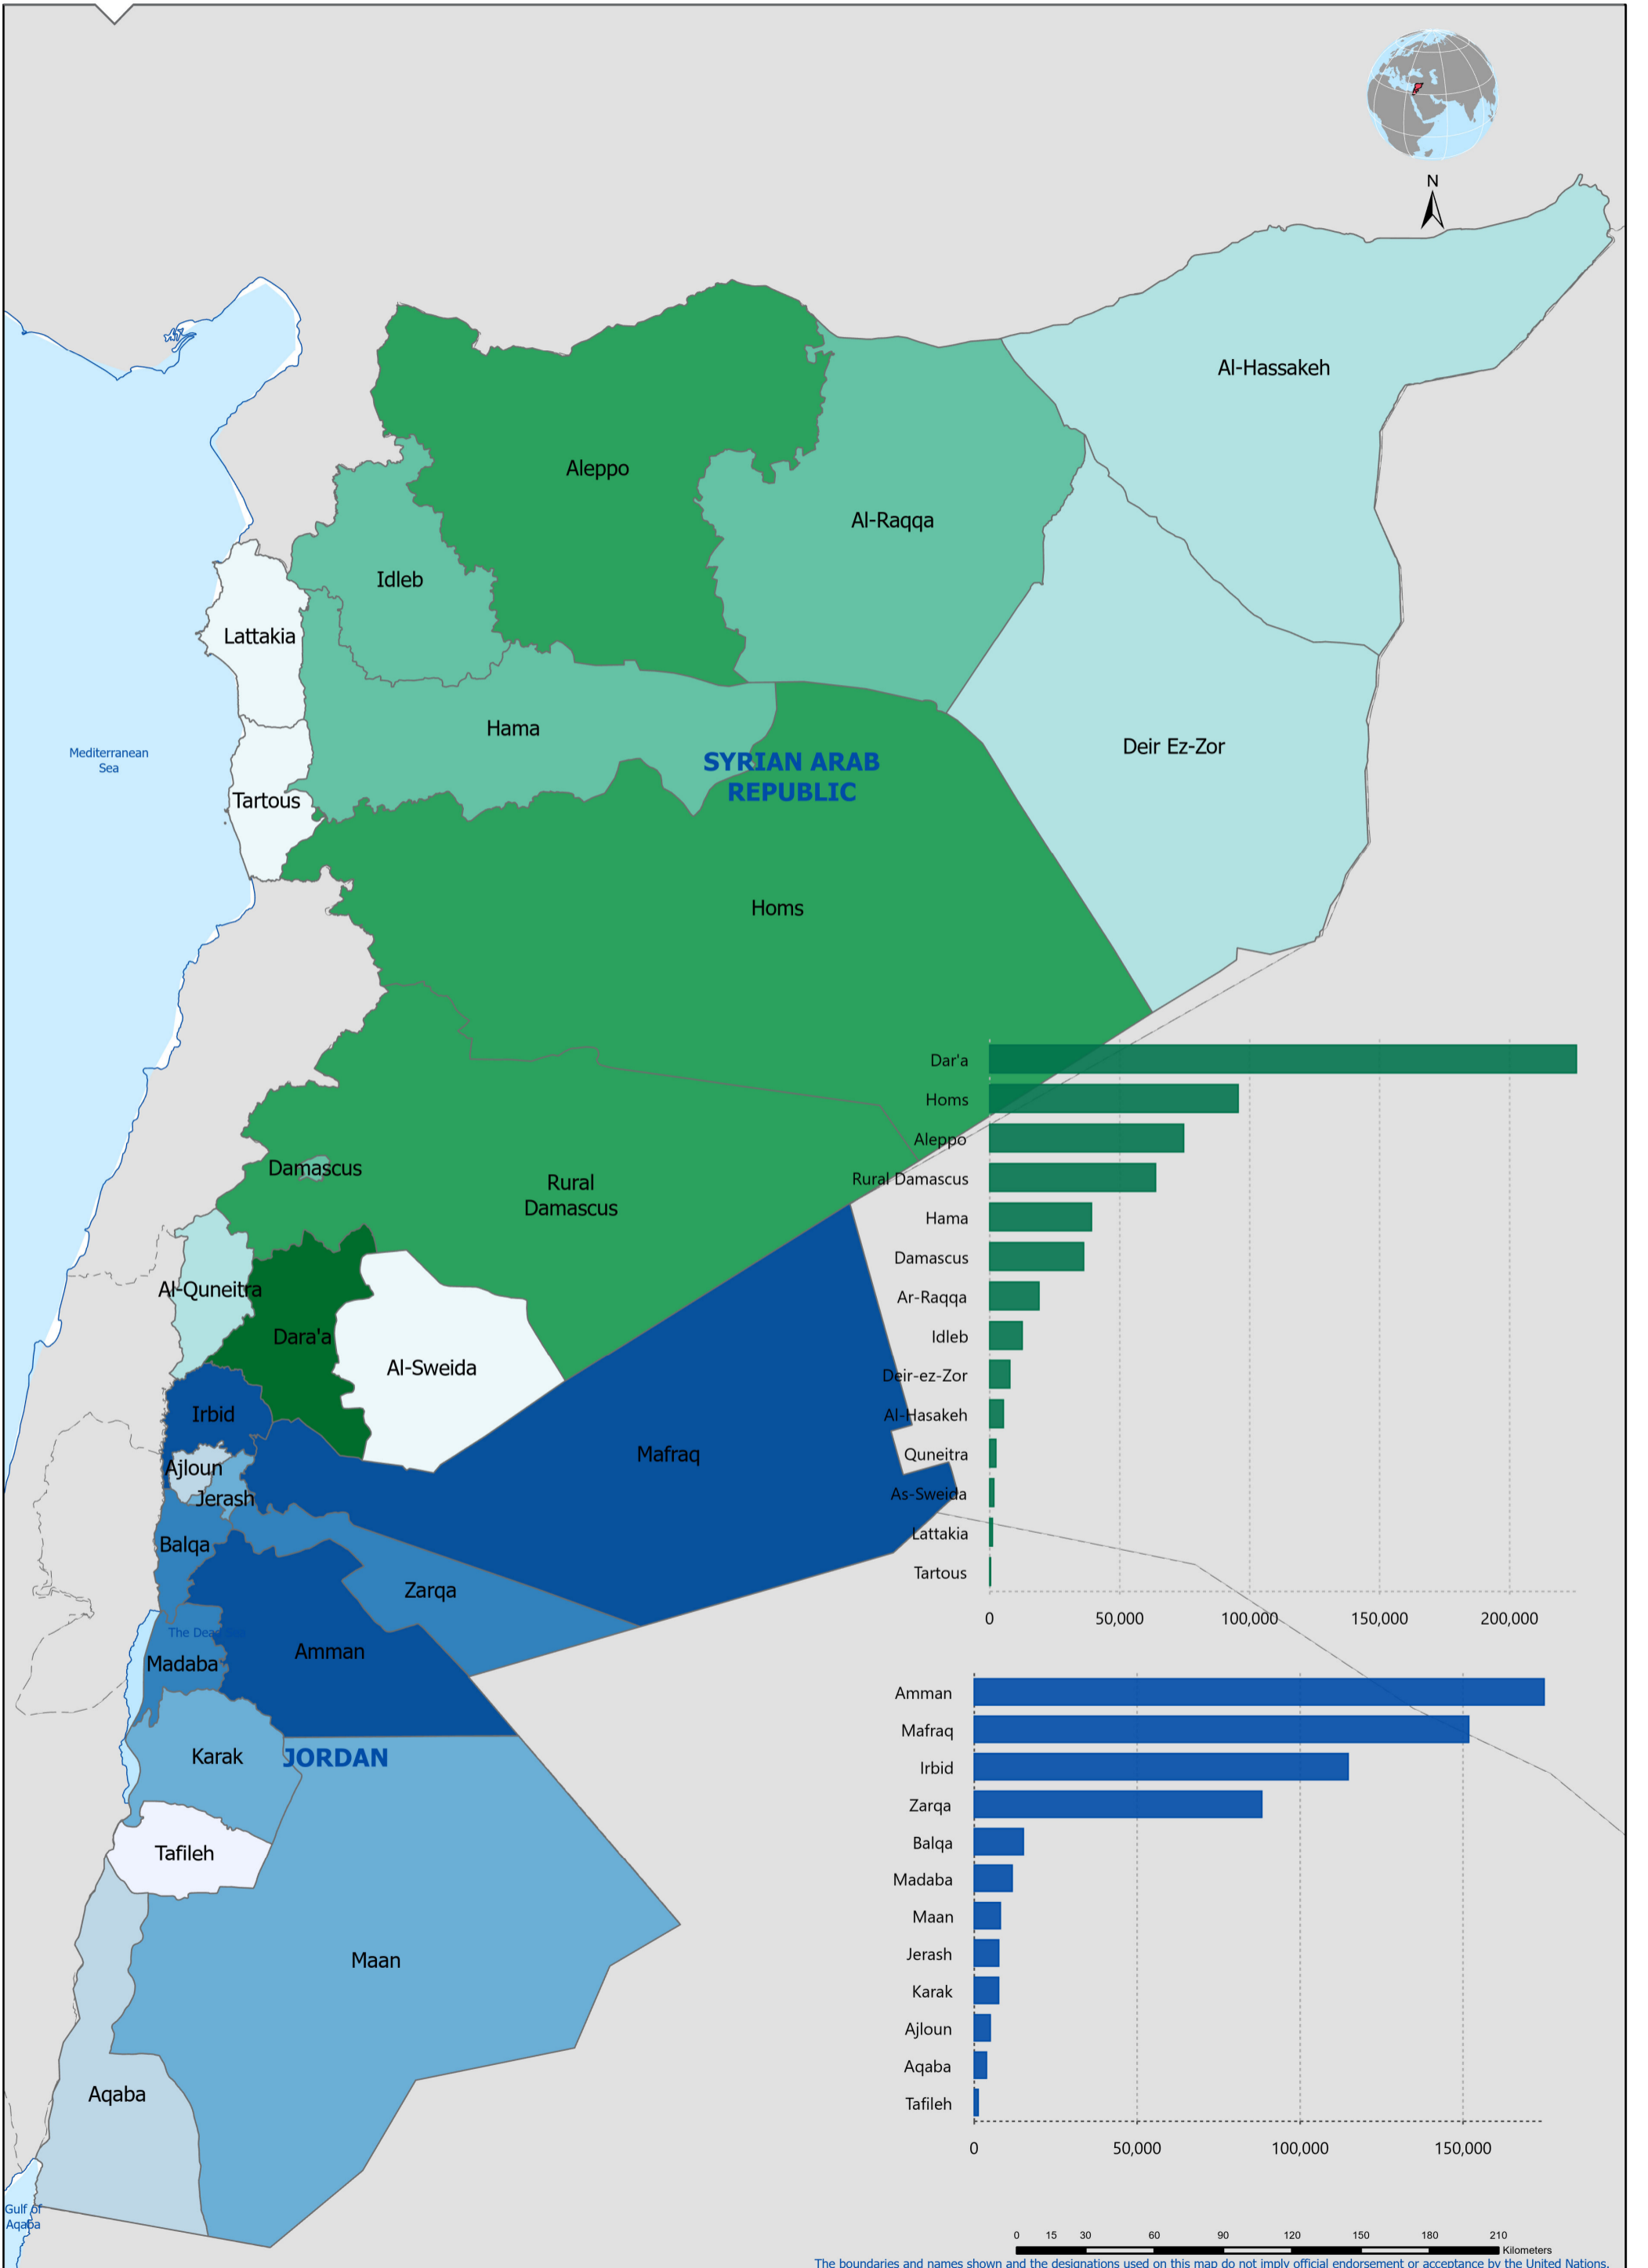 N
Al-Hassakeh
Aleppo
Al-Raqqa
Idleb
Lattakia
Hama
Mediterranean
Sea
SYRIAN ARAB
REPUBLIC
Deir Ez-Zor
Tartous
Homs
Damascus
Rural
Damascus
Al-Quneitra
Dara'a
Al-Sweida
Irbid
Mafraq
Ajloun
Jerash
Balqa
Zarqa
The Dead
Amman
Madaba
Karak
JORDAN
Tafileh
Maan
Aqaba
Gulf of
Aqaba
Dar'a
Homs
Aleppo
Rural Damascus
Hama
Damascus
Ar-Raqqa
Idleb
Deir-ez-Zor
Al-Hasakeh
Quneitra
As-Sweida
Lattakia
Tartous
0 50,000 100,000 150,000 200,000
Amman
Mafraq
Irbid
Zarqa
Balqa
Madaba
Maan
Jerash
Karak
Ajloun
Aqaba
Tafileh
0 50,000 100,000 150,000
0 15 30 60 90 120 150 180 210
Kilometers
The boundaries and names shown and the designations used on this map do not imply official endorsement or acceptance by the United Nations.